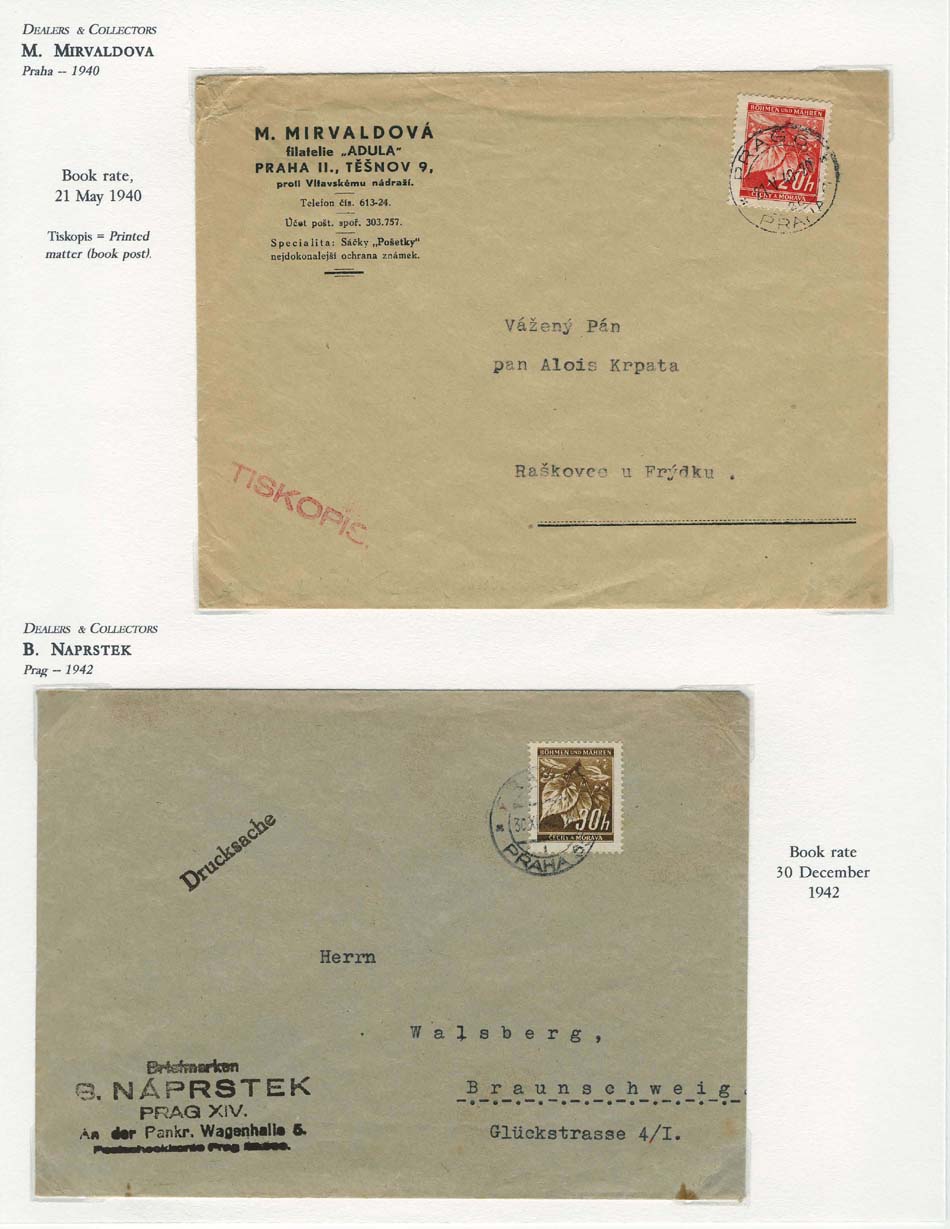 DEALERS & COLLECTORS
M. MIRVALDOVA
Praha -- 1940
Book rate,
21 May 1940
Tiskopis = Printed
matter (book post).
M. MIRVALDOVÁ
filatelie „ADULA"
PRAHA II., TĚŠNOV 9,
proti Vltavskému nádraží.
Telefon čís. 613-24.
Účet pošt. spoř. 303.757.
Specialita: Sáčky „Pošetky"
nejdokonalejší ochrana známek.
BÖHMEN UND MÄHREN
20h
ČECHY A MORAVA
PRAHA
Vážený Pán
pan Alois Krpata
Raškovce u Frýdku .
TISKOPIS.
DEALERS & COLLECTORS
B. NAPRSTEK
Prag -- 1942
BÖHMEN UND MÄHREN
30h
ČECHY A MORAVA
PRAHA
Drucksache
Book rate
30 December
1942
Herrn
Walsberg,
Braunschweig.
Glückstrasse 4/I.
Briefmarken
B. NÁPRSTEK
PRAG XIV.
An der Pankr. Wagenhalle 5.
Postscheckkonto Prag